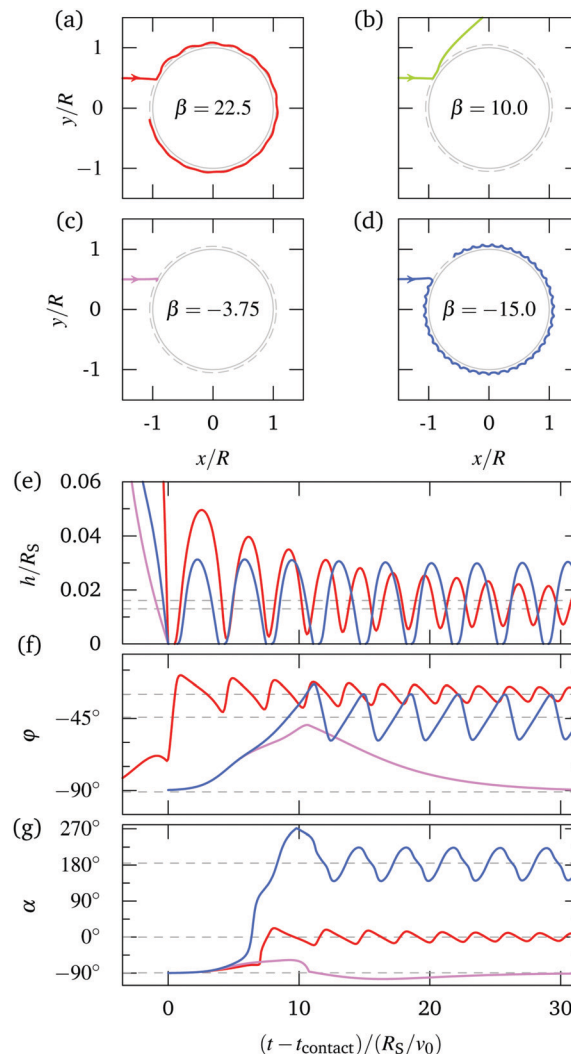 (a)
(b)
y/R
1
0
−1
β = 22.5
β = 10.0
(c)
(d)
y/R
1
0
-1
β = −3.75
β = −15.0
-1 0 1
-1 0 1
x/R
x/R
(e)
h/R_S
0.06
0.04
0.02
0
(f)
φ
−45°
−90°
(g)
α
270°
180°
90°
0°
−90°
0 10 20 30
(t − t_contact)/(R_S/v_0)